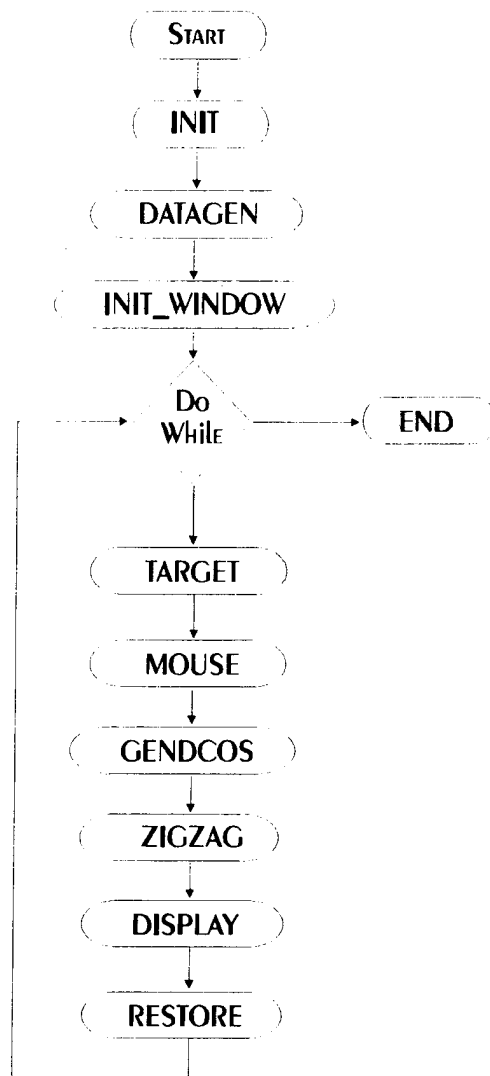 START
INIT
DATAGEN
INIT_WINDOW
Do
While
END
TARGET
MOUSE
GENDCOS
ZIGZAG
DISPLAY
RESTORE